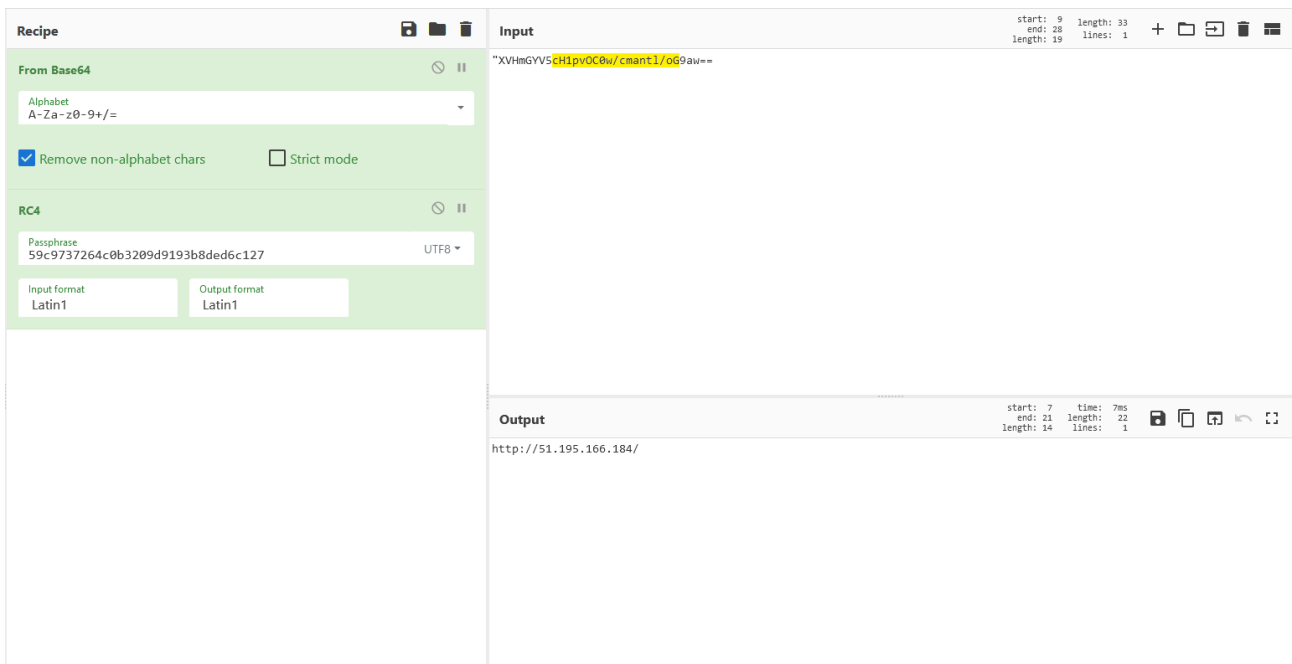 Recipe
From Base64
Alphabet
A-Za-z0-9+/=
Remove non-alphabet chars
Strict mode
RC4
Passphrase
59c9737264c0b3209d9193b8ded6c127
UTF8
Input format
Latin1
Output format
Latin1
Input
start: 9
end: 28
length: 19
length: 33
lines: 1
"XVHmGYV5cH1pvOC0w/cmantl/oG9aw==
Output
start: 7
end: 21
length: 14
time: 7ms
length: 22
lines: 1
http://51.195.166.184/